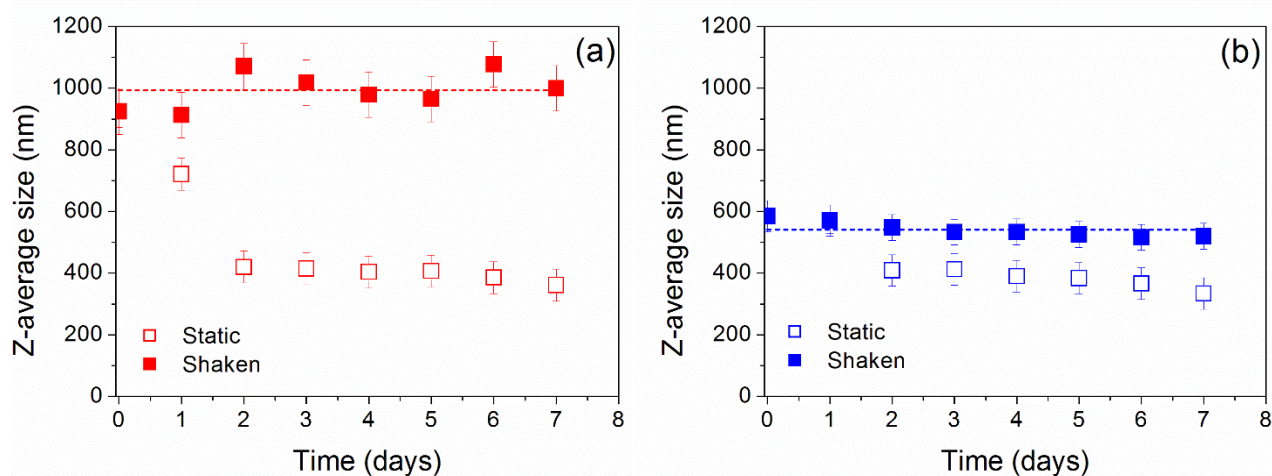 (a)
Z-average size (nm)
1200
1000
800
600
400
200
0
Static
Shaken
0 1 2 3 4 5 6 7 8
Time (days)
(b)
Z-average size (nm)
1200
1000
800
600
400
200
0
Static
Shaken
0 1 2 3 4 5 6 7 8
Time (days)